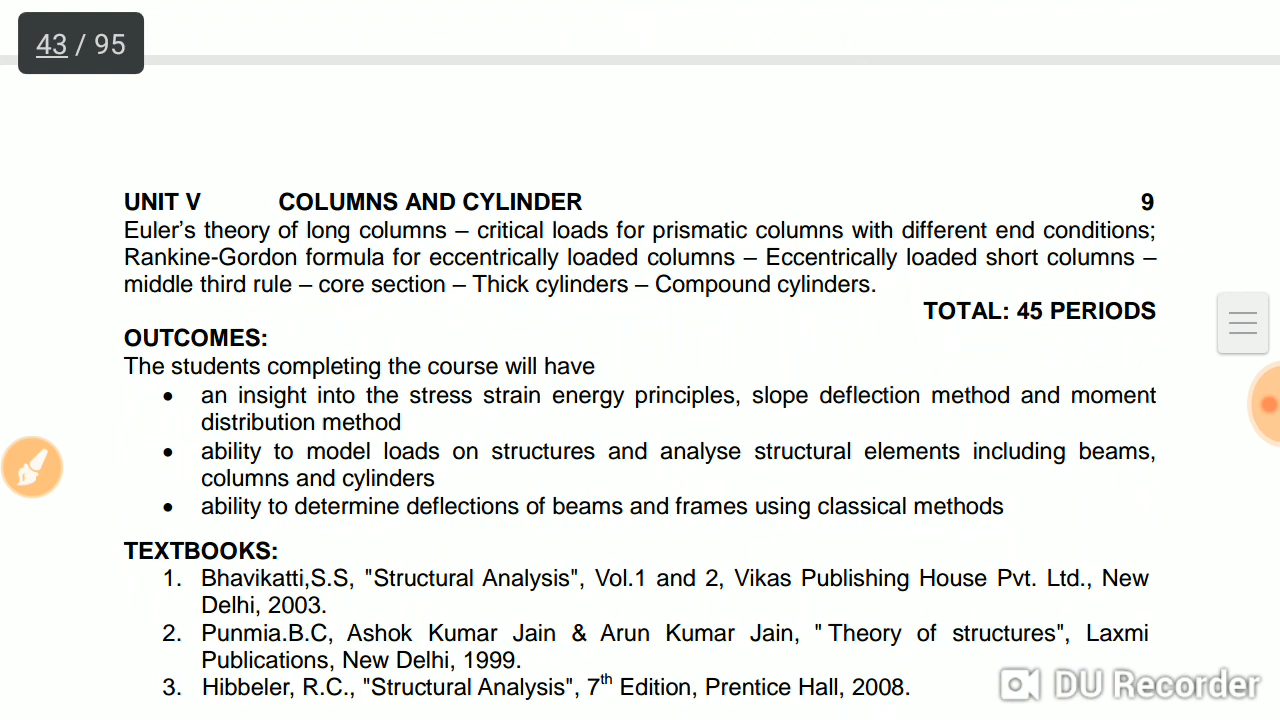 43 / 95
UNIT V COLUMNS AND CYLINDER 9
Euler’s theory of long columns – critical loads for prismatic columns with different end conditions;
Rankine-Gordon formula for eccentrically loaded columns – Eccentrically loaded short columns –
middle third rule – core section – Thick cylinders – Compound cylinders.
TOTAL: 45 PERIODS
OUTCOMES:
The students completing the course will have
• an insight into the stress strain energy principles, slope deflection method and moment
distribution method
• ability to model loads on structures and analyse structural elements including beams,
columns and cylinders
• ability to determine deflections of beams and frames using classical methods
TEXTBOOKS:
1. Bhavikatti,S.S, "Structural Analysis", Vol.1 and 2, Vikas Publishing House Pvt. Ltd., New
Delhi, 2003.
2. Punmia.B.C, Ashok Kumar Jain & Arun Kumar Jain, " Theory of structures", Laxmi
Publications, New Delhi, 1999.
3. Hibbeler, R.C., "Structural Analysis", 7th Edition, Prentice Hall, 2008.
DU Recorder